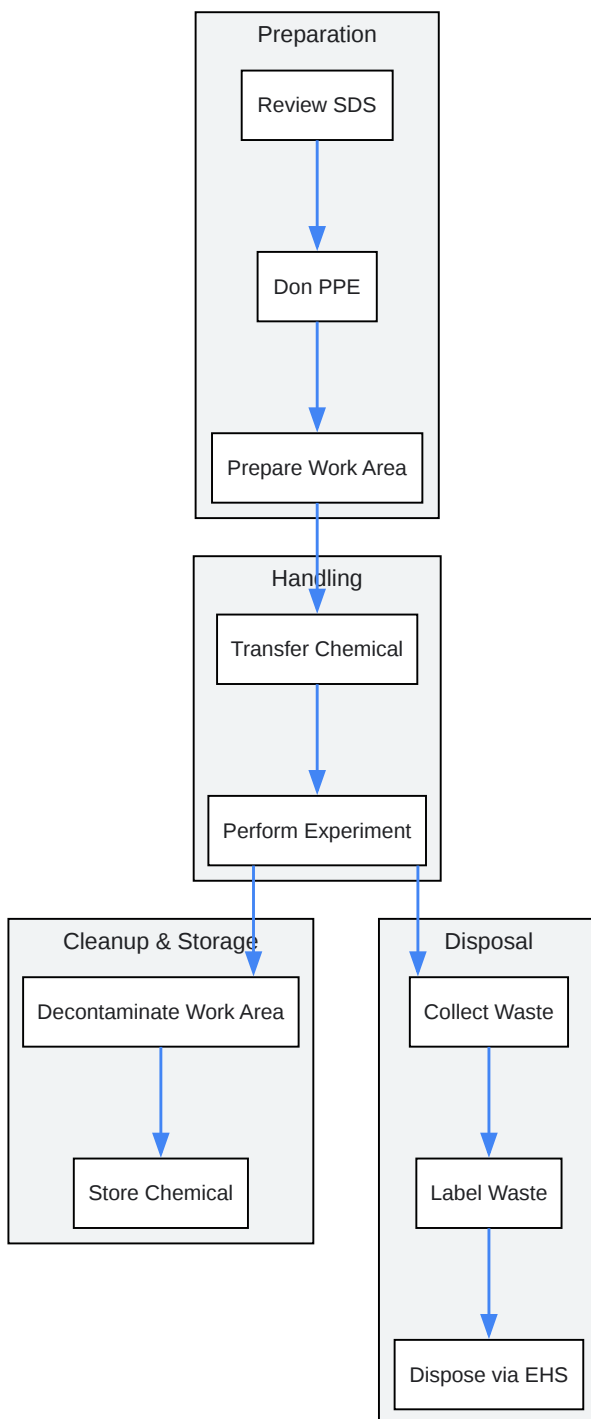 Preparation
Review SDS
Don PPE
Prepare Work Area
Handling
Transfer Chemical
Perform Experiment
Cleanup & Storage
Decontaminate Work Area
Store Chemical
Disposal
Collect Waste
Label Waste
Dispose via EHS